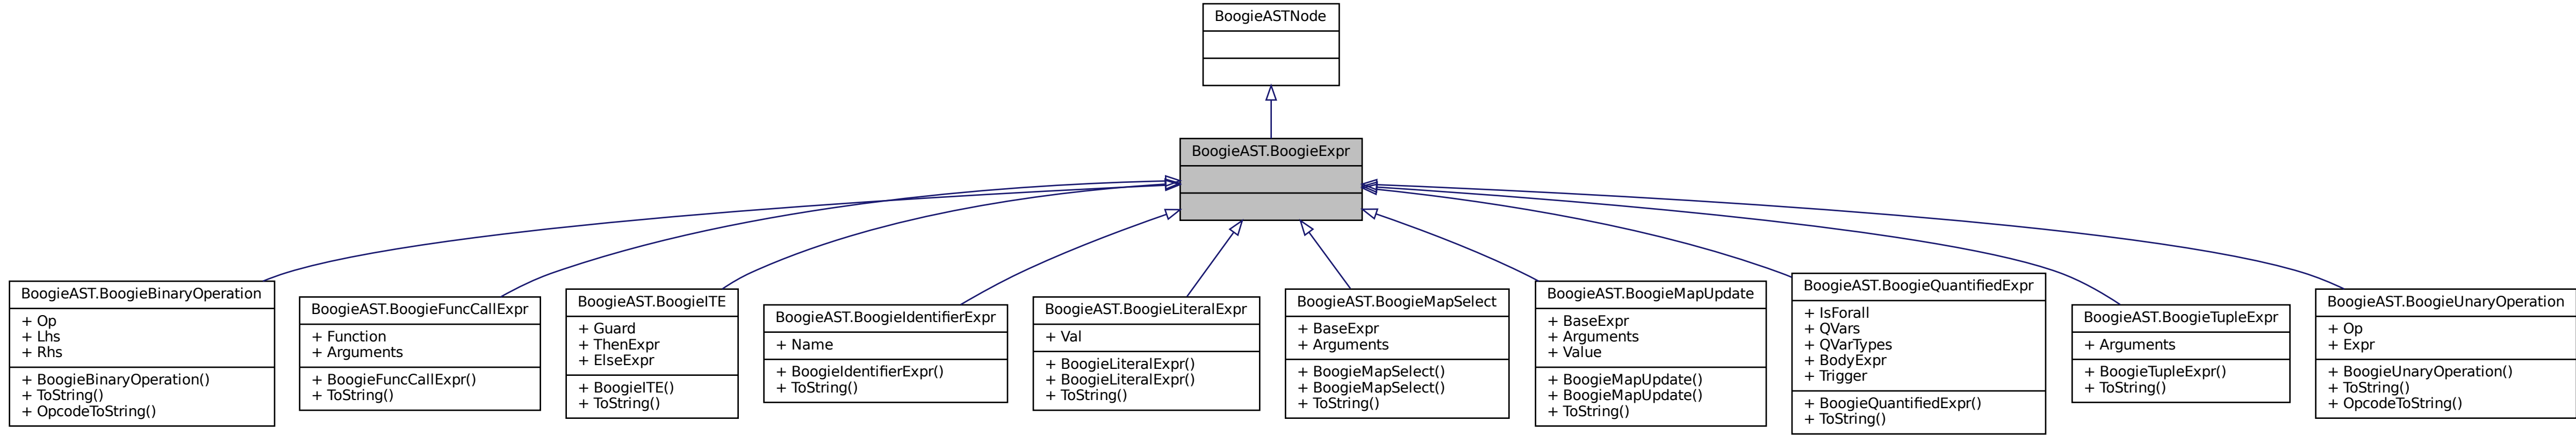 BoogieASTNode
BoogieAST.BoogieExpr
BoogieAST.BoogieBinaryOperation
+ Op
+ Lhs
+ Rhs
+ BoogieBinaryOperation()
+ ToString()
+ OpcodeToString()
BoogieAST.BoogieFuncCallExpr
+ Function
+ Arguments
+ BoogieFuncCallExpr()
+ ToString()
BoogieAST.BoogieITE
+ Guard
+ ThenExpr
+ ElseExpr
+ BoogieITE()
+ ToString()
BoogieAST.BoogieIdentifierExpr
+ Name
+ BoogieIdentifierExpr()
+ ToString()
BoogieAST.BoogieLiteralExpr
+ Val
+ BoogieLiteralExpr()
+ BoogieLiteralExpr()
+ ToString()
BoogieAST.BoogieMapSelect
+ BaseExpr
+ Arguments
+ BoogieMapSelect()
+ BoogieMapSelect()
+ ToString()
BoogieAST.BoogieMapUpdate
+ BaseExpr
+ Arguments
+ Value
+ BoogieMapUpdate()
+ BoogieMapUpdate()
+ ToString()
BoogieAST.BoogieQuantifiedExpr
+ IsForall
+ QVars
+ QVarTypes
+ BodyExpr
+ Trigger
+ BoogieQuantifiedExpr()
+ ToString()
BoogieAST.BoogieTupleExpr
+ Arguments
+ BoogieTupleExpr()
+ ToString()
BoogieAST.BoogieUnaryOperation
+ Op
+ Expr
+ BoogieUnaryOperation()
+ ToString()
+ OpcodeToString()